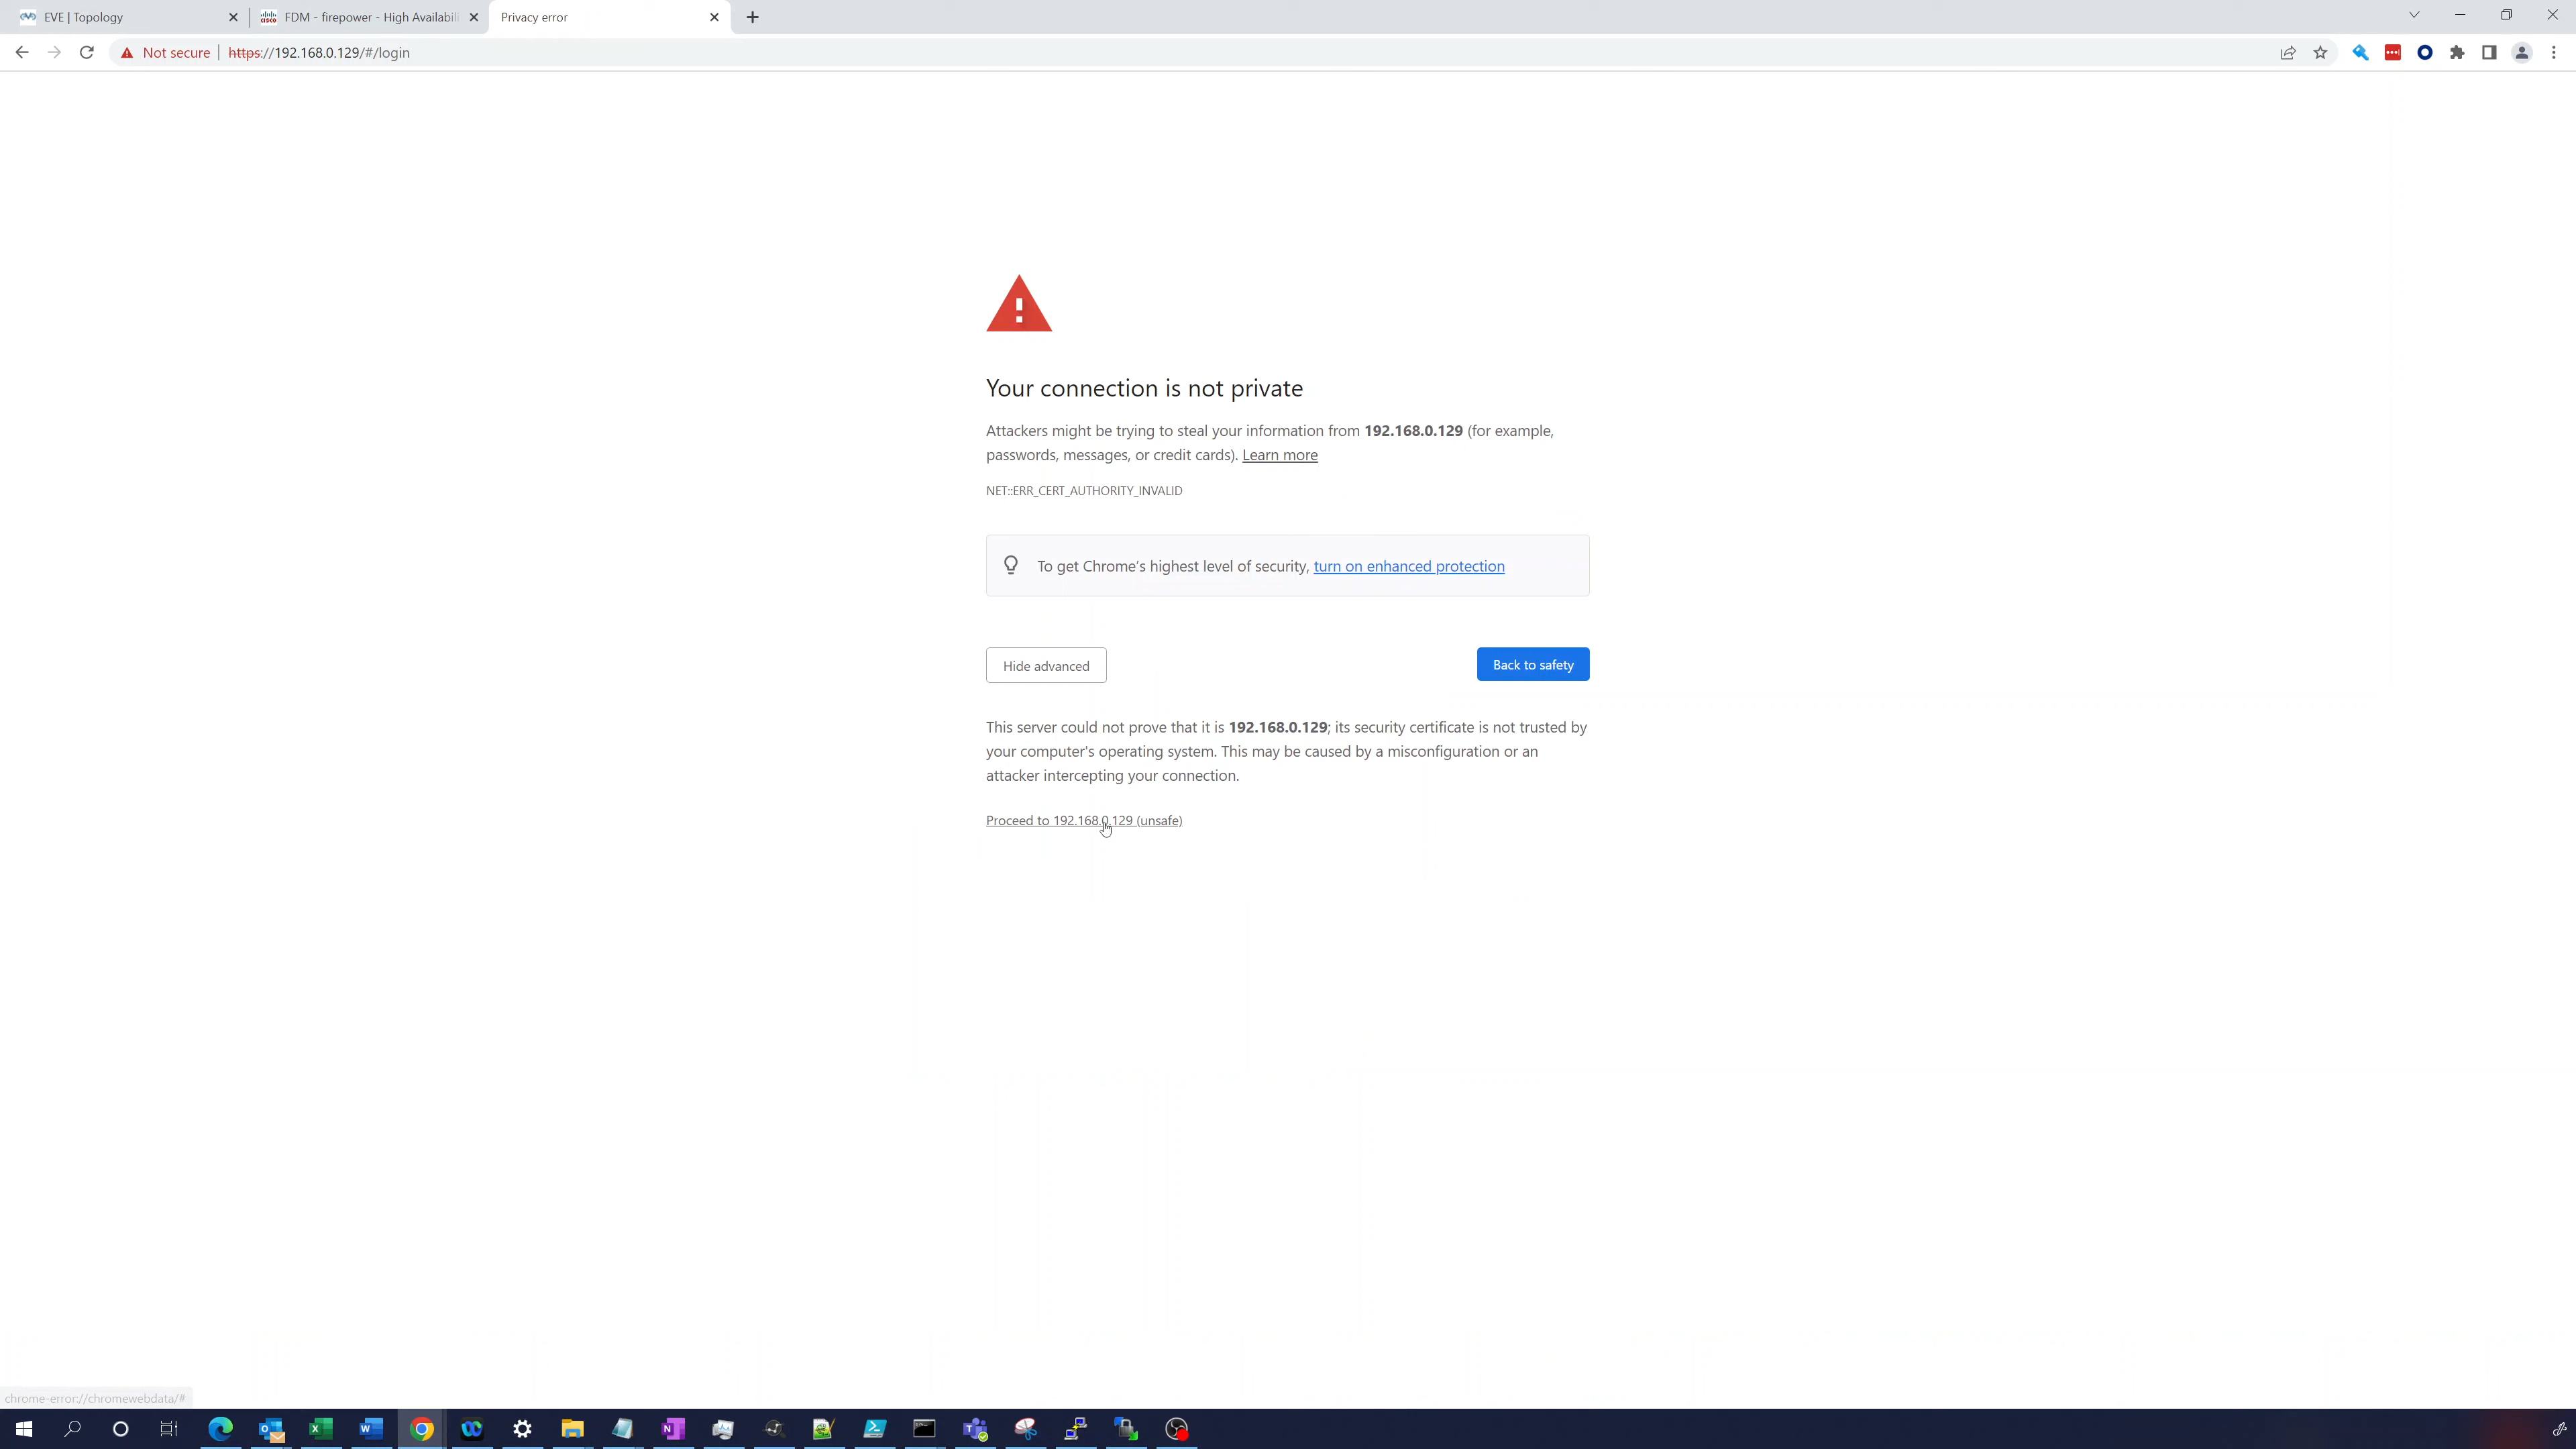 EVE | Topology
FDM - firepower - High Availabili
Privacy error
Not secure
https://192.168.0.129/#/login
Your connection is not private
Attackers might be trying to steal your information from 192.168.0.129 (for example,
passwords, messages, or credit cards). Learn more
NET::ERR_CERT_AUTHORITY_INVALID
To get Chrome's highest level of security, turn on enhanced protection
Hide advanced
Back to safety
This server could not prove that it is 192.168.0.129; its security certificate is not trusted by
your computer's operating system. This may be caused by a misconfiguration or an
attacker intercepting your connection.
Proceed to 192.168.0.129 (unsafe)
chrome-error://chromewebdata/#